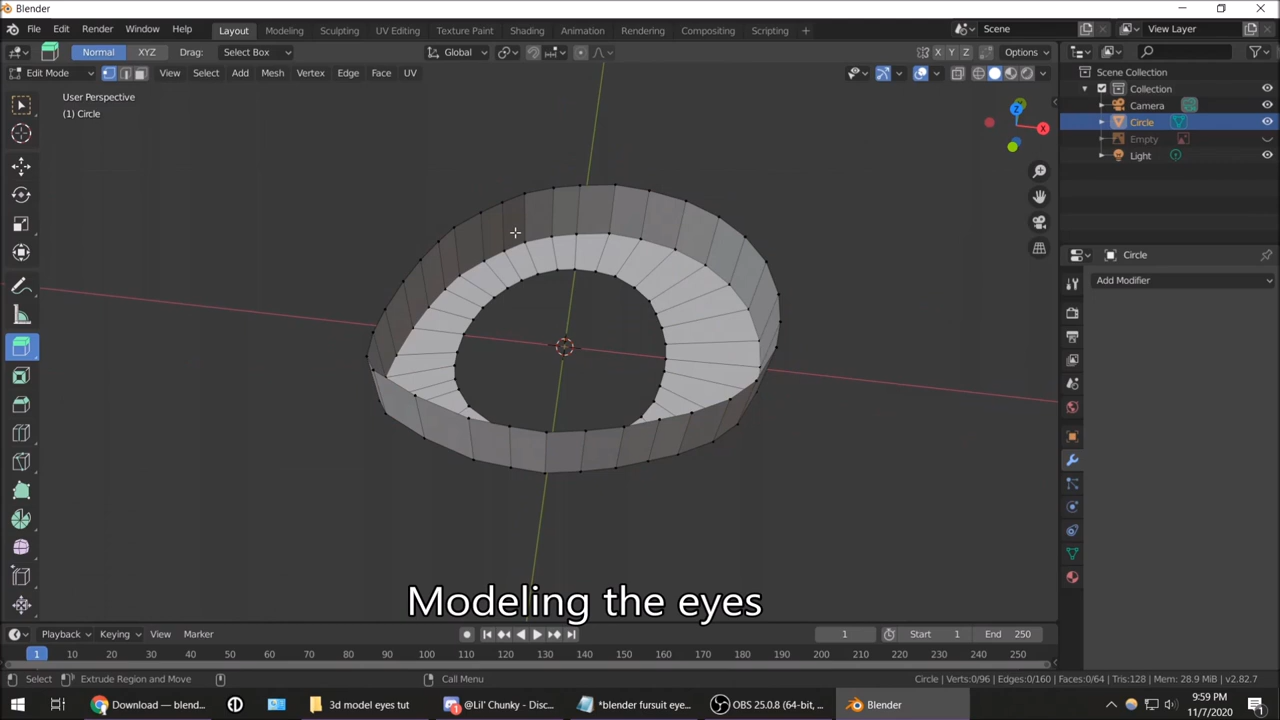 Blender
File Edit Render Window Help Layout Modeling Sculpting UV Editing Texture Paint Shading Animation Rendering Compositing Scripting + Scene View Layer
Normal XYZ Drag: Select Box Global X Y Z Options
Edit Mode View Select Add Mesh Vertex Edge Face UV
User Perspective
(1) Circle
Z
X
Scene Collection
Collection
Camera
Circle
Empty
Light
Circle
Add Modifier
Modeling the eyes
Playback Keying View Marker 1 Start 1 End 250
1 10 20 30 40 50 60 70 80 90 100 110 120 130 140 150 160 170 180 190 200 210 220 230 240 250
Select Extrude Region and Move Call Menu Circle | Verts:0/96 | Edges:0/160 | Faces:0/64 | Tris:128 | Mem: 28.9 MiB | v2.82.7
Download — blend... 3d model eyes tut @Lil' Chunky - Disc... *blender fursuit eye... OBS 25.0.8 (64-bit, ... Blender 9:59 PM
11/7/2020